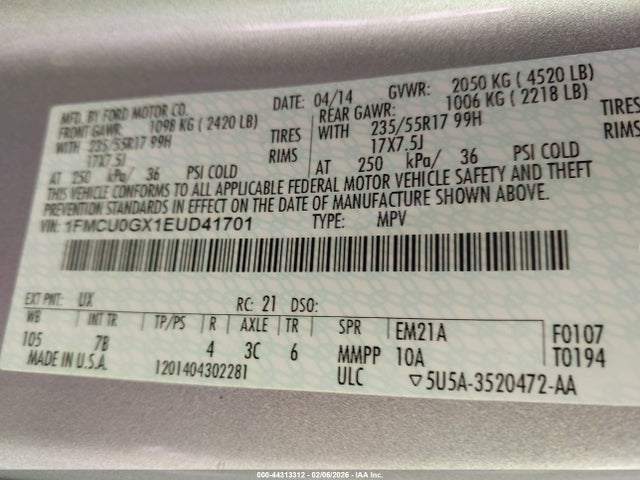 MFD. BY FORD MOTOR CO.
DATE: 04/14 GVWR: 2050 KG ( 4520 LB)
FRONT GAWR: 1098 KG ( 2420 LB) REAR GAWR: 1006 KG ( 2218 LB)
WITH 235/55R17 99H TIRES WITH 235/55R17 99H TIRES
17X7.5J RIMS 17X7.5J RIMS
AT 250 kPa/ 36 PSI COLD AT 250 kPa/ 36 PSI COLD
THIS VEHICLE CONFORMS TO ALL APPLICABLE FEDERAL MOTOR VEHICLE SAFETY AND THEFT
PREVENTION STANDARDS IN EFFECT ON THE DATE OF MANUFACTURE SHOWN ABOVE.
VIN: 1FMCU0GX1EUD41701 TYPE: MPV
EXT PNT: UX RC: 21 DSO:
WB INT TR TP/PS R AXLE TR SPR EM21A F0107
105 7B 4 3C 6 MMPP 10A T0194
MADE IN U.S.A. 1201404302281 ULC ▽5U5A-3520472-AA
000-44313312 - 02/06/2026 - IAA Inc.